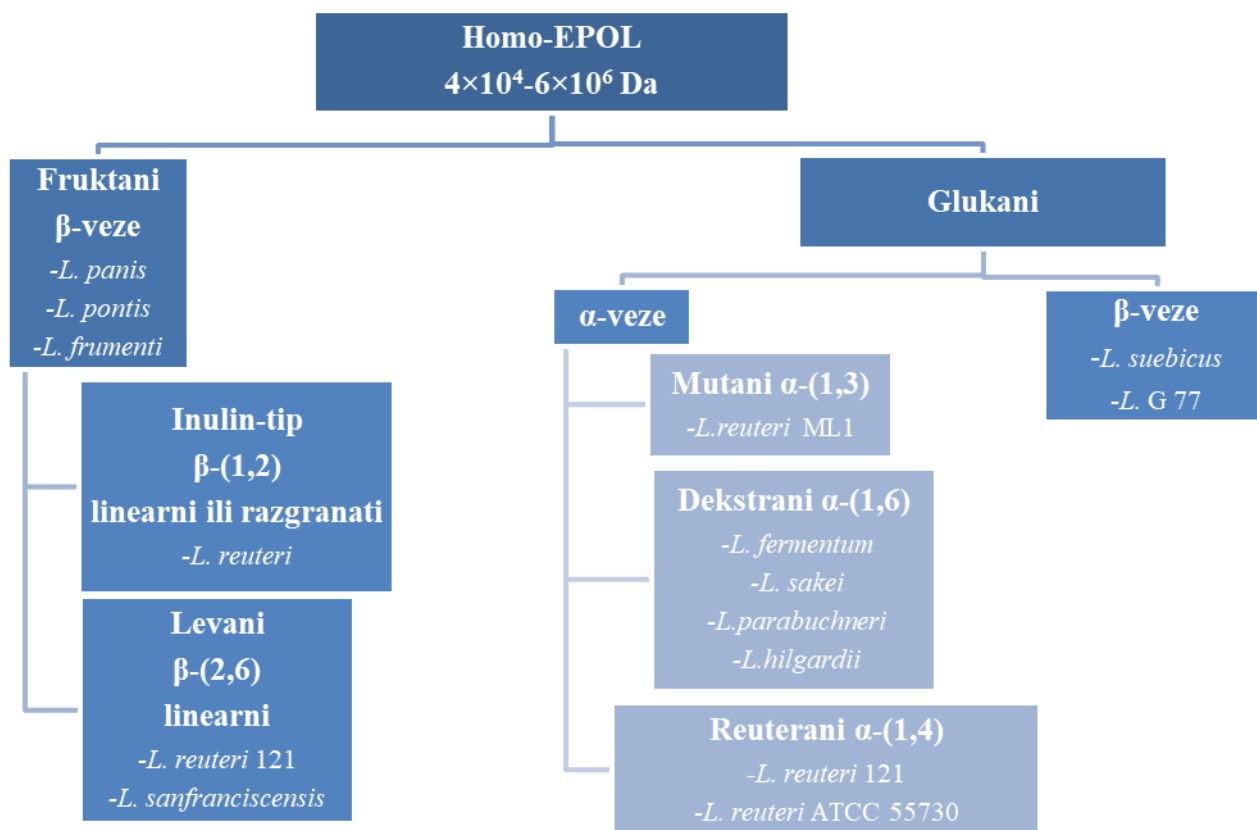 Homo-EPOL
4×10⁴-6×10⁶ Da
Fruktani
β-veze
-L. panis
-L. pontis
-L. frumenti
Inulin-tip
β-(1,2)
linearni ili razgranati
-L. reuteri
Levani
β-(2,6)
linearni
-L. reuteri 121
-L. sanfranciscensis
Glukani
α-veze
Mutani α-(1,3)
-L.reuteri ML1
Dekstrani α-(1,6)
-L. fermentum
-L. sakei
-L.parabuchneri
-L.hilgardii
Reuterani α-(1,4)
-L. reuteri 121
-L. reuteri ATCC 55730
β-veze
-L. suebicus
-L. G 77